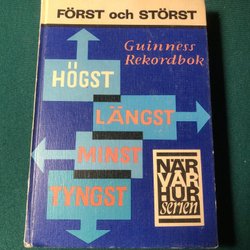 FÖRST och STÖRST
Guinness
Rekordbok
HÖGST
LÄNGST
MINST
TYNGST
NÄR
VAR
HUR
serien